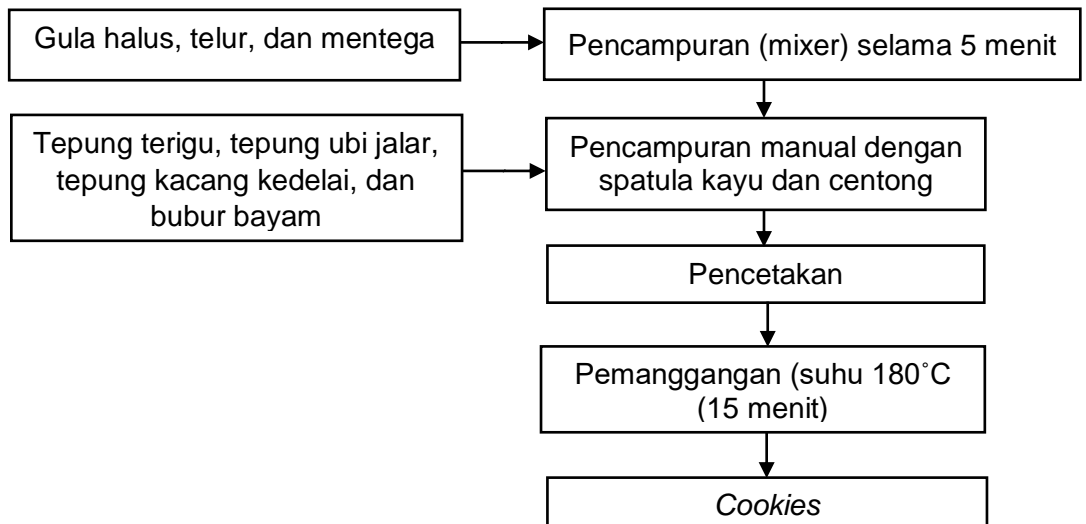 Gula halus, telur, dan mentega
Pencampuran (mixer) selama 5 menit
Tepung terigu, tepung ubi jalar,
tepung kacang kedelai, dan
bubur bayam
Pencampuran manual dengan
spatula kayu dan centong
Pencetakan
Pemanggangan (suhu 180˚C
(15 menit)
Cookies